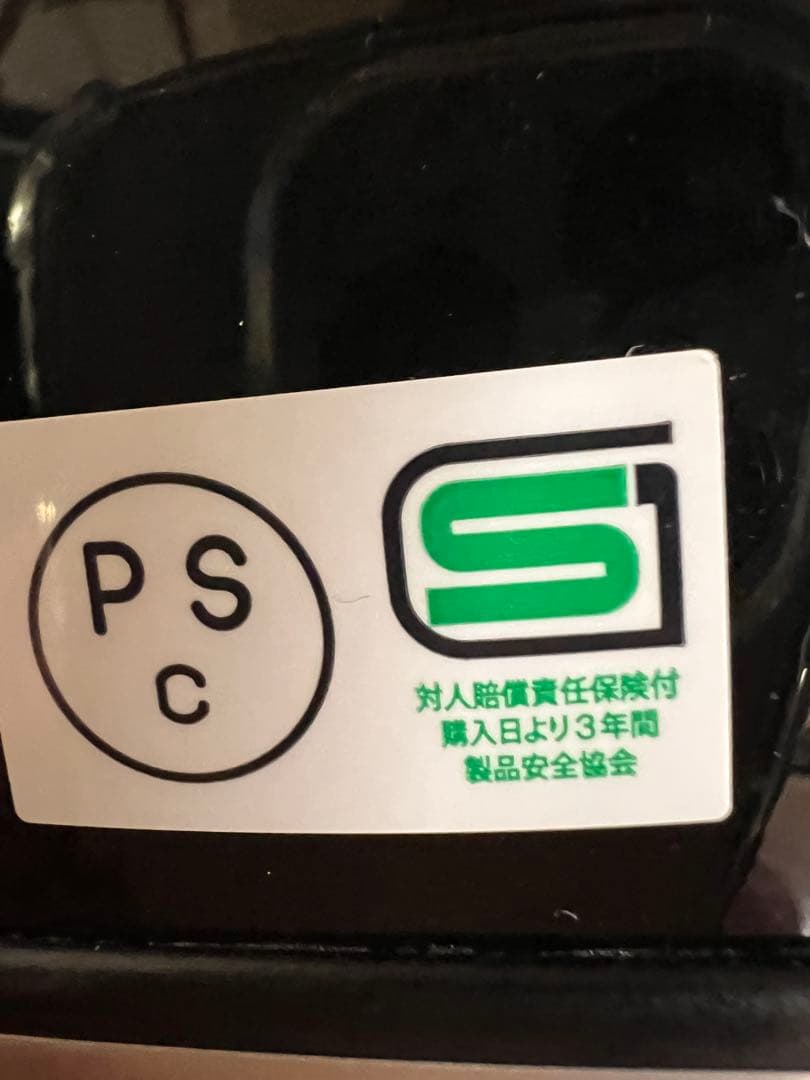 PS
C
SG
対人賠償責任保険付
購入日より3年間
製品安全協会